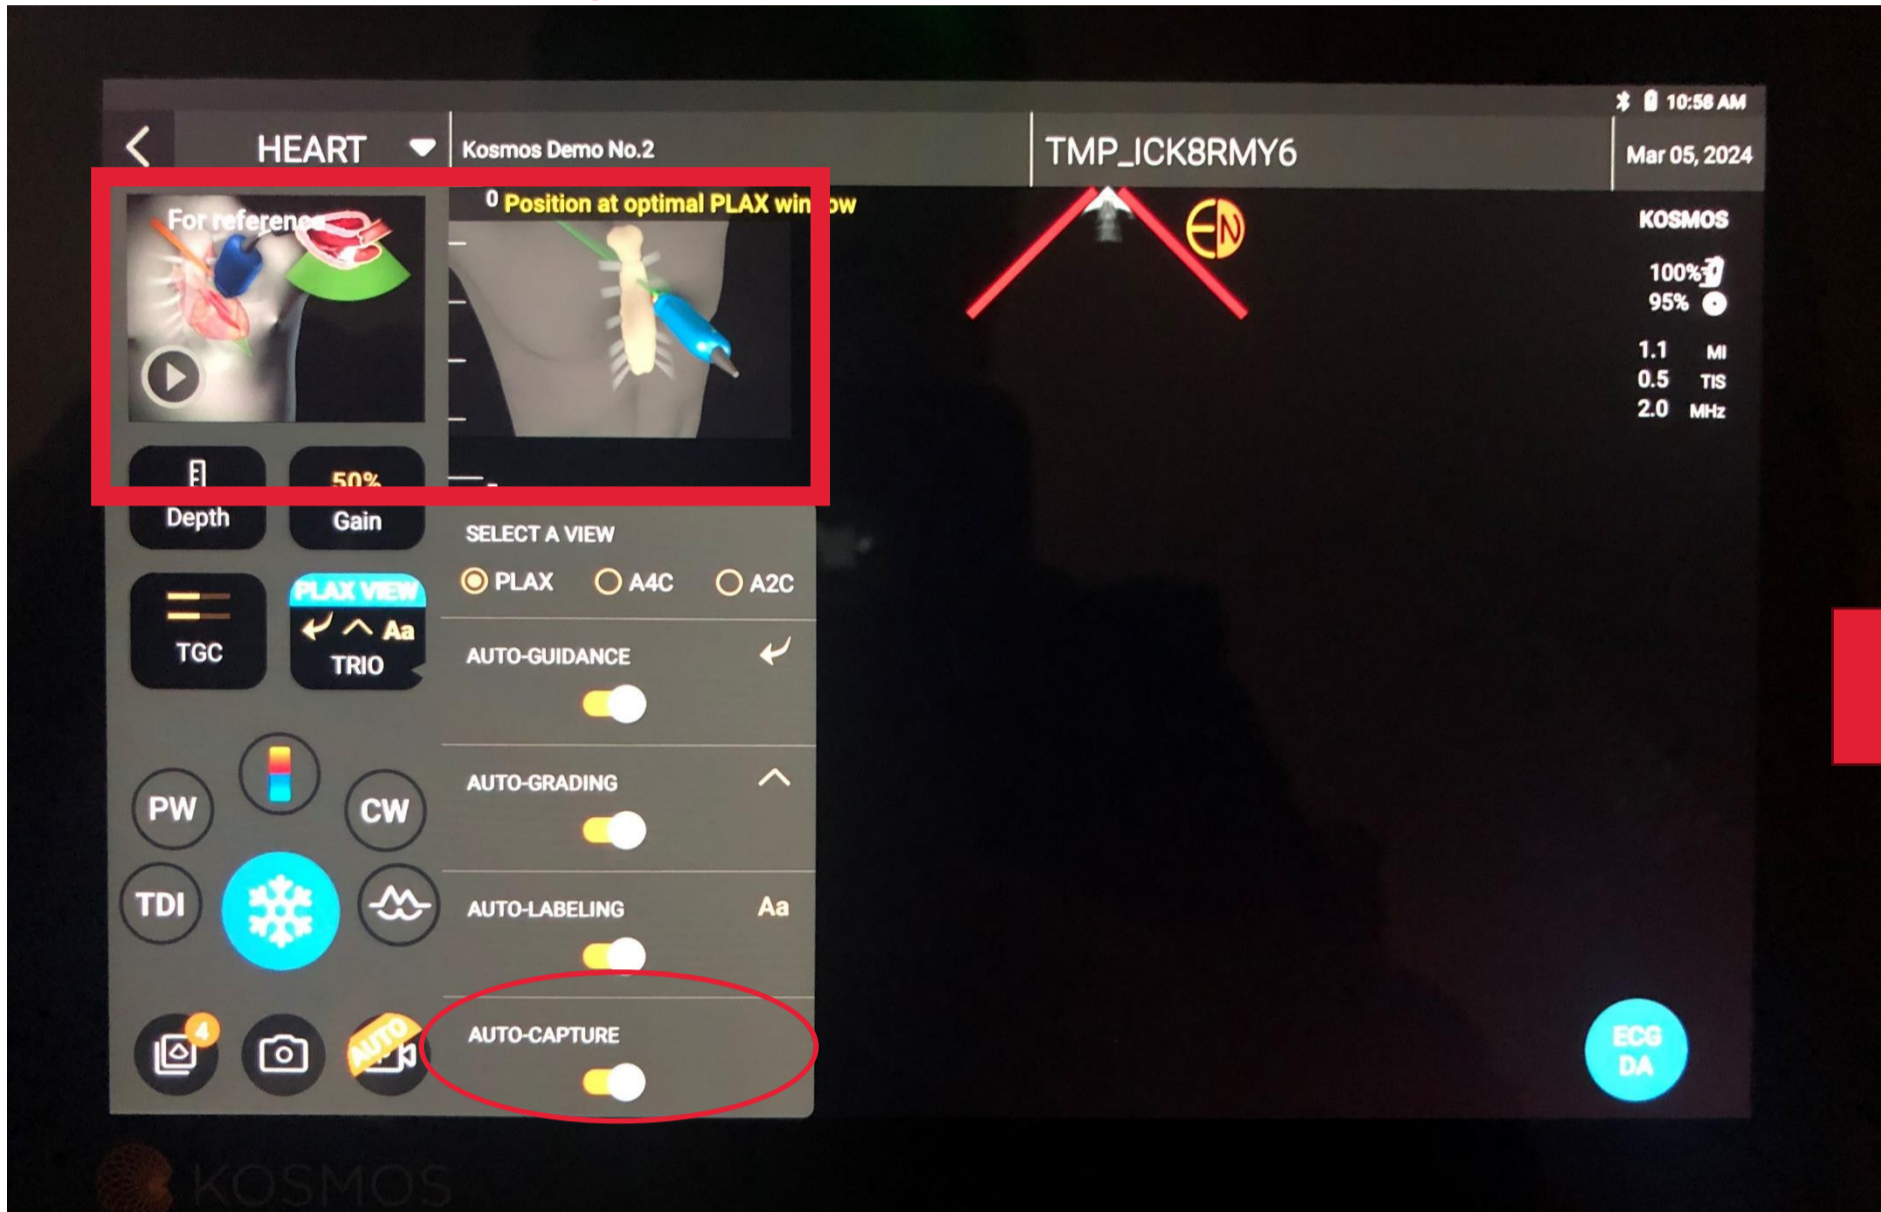 10:56 AM
HEART
Kosmos Demo No.2
TMP_ICK8RMY6
Mar 05, 2024
For reference
0 Position at optimal PLAX window
KOSMOS
100%
95%
1.1 MI
0.5 TIS
2.0 MHz
Depth
50%
Gain
SELECT A VIEW
PLAX A4C A2C
TGC
PLAX VIEW
Aa
TRIO
AUTO-GUIDANCE
AUTO-GRADING
PW
CW
TDI
AUTO-LABELING Aa
4
AUTO
AUTO-CAPTURE
ECG
DA
KOSMOS